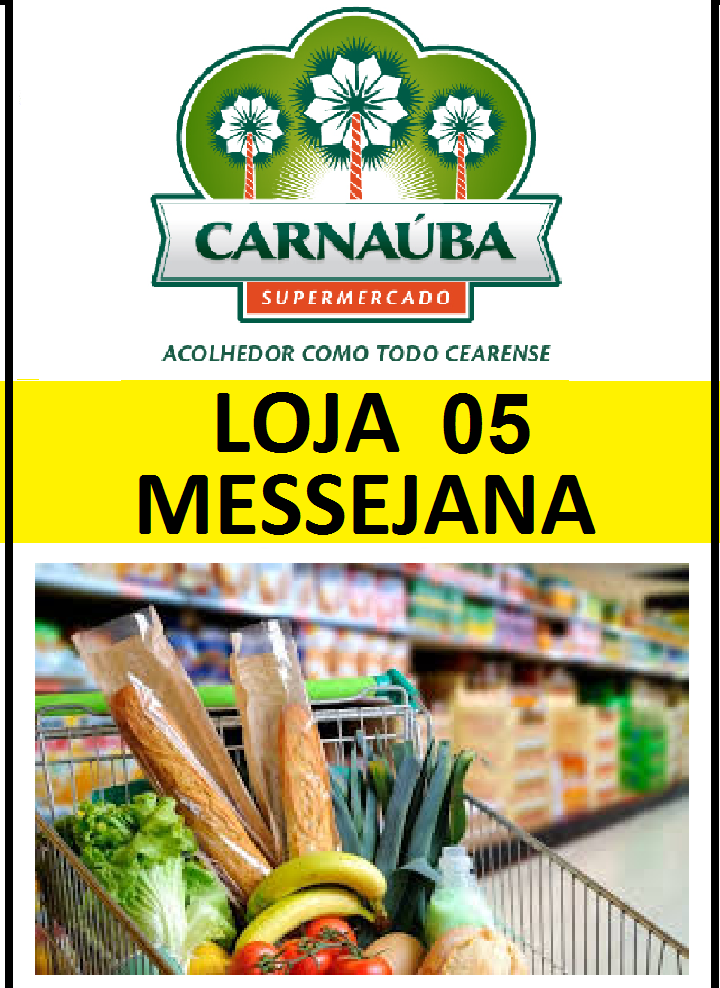 CARNAÚBA
SUPERMERCADO
ACOLHEDOR COMO TODO CEARENSE
LOJA 05
MESSEJANA